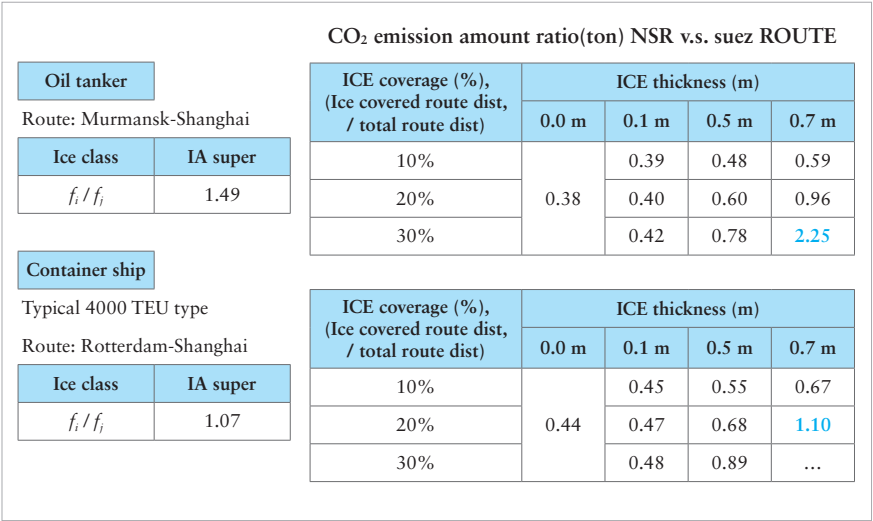 CO₂ emission amount ratio(ton) NSR v.s. suez ROUTE
Oil tanker
Route: Murmansk-Shanghai
Ice class IA super
fᵢ / fⱼ 1.49
ICE coverage (%),
(Ice covered route dist,
/ total route dist)
ICE thickness (m)
0.0 m 0.1 m 0.5 m 0.7 m
10% 0.39 0.48 0.59
20% 0.38 0.40 0.60 0.96
30% 0.42 0.78 2.25
Container ship
Typical 4000 TEU type
Route: Rotterdam-Shanghai
Ice class IA super
fᵢ / fⱼ 1.07
ICE coverage (%),
(Ice covered route dist,
/ total route dist)
ICE thickness (m)
0.0 m 0.1 m 0.5 m 0.7 m
10% 0.45 0.55 0.67
20% 0.44 0.47 0.68 1.10
30% 0.48 0.89 ...